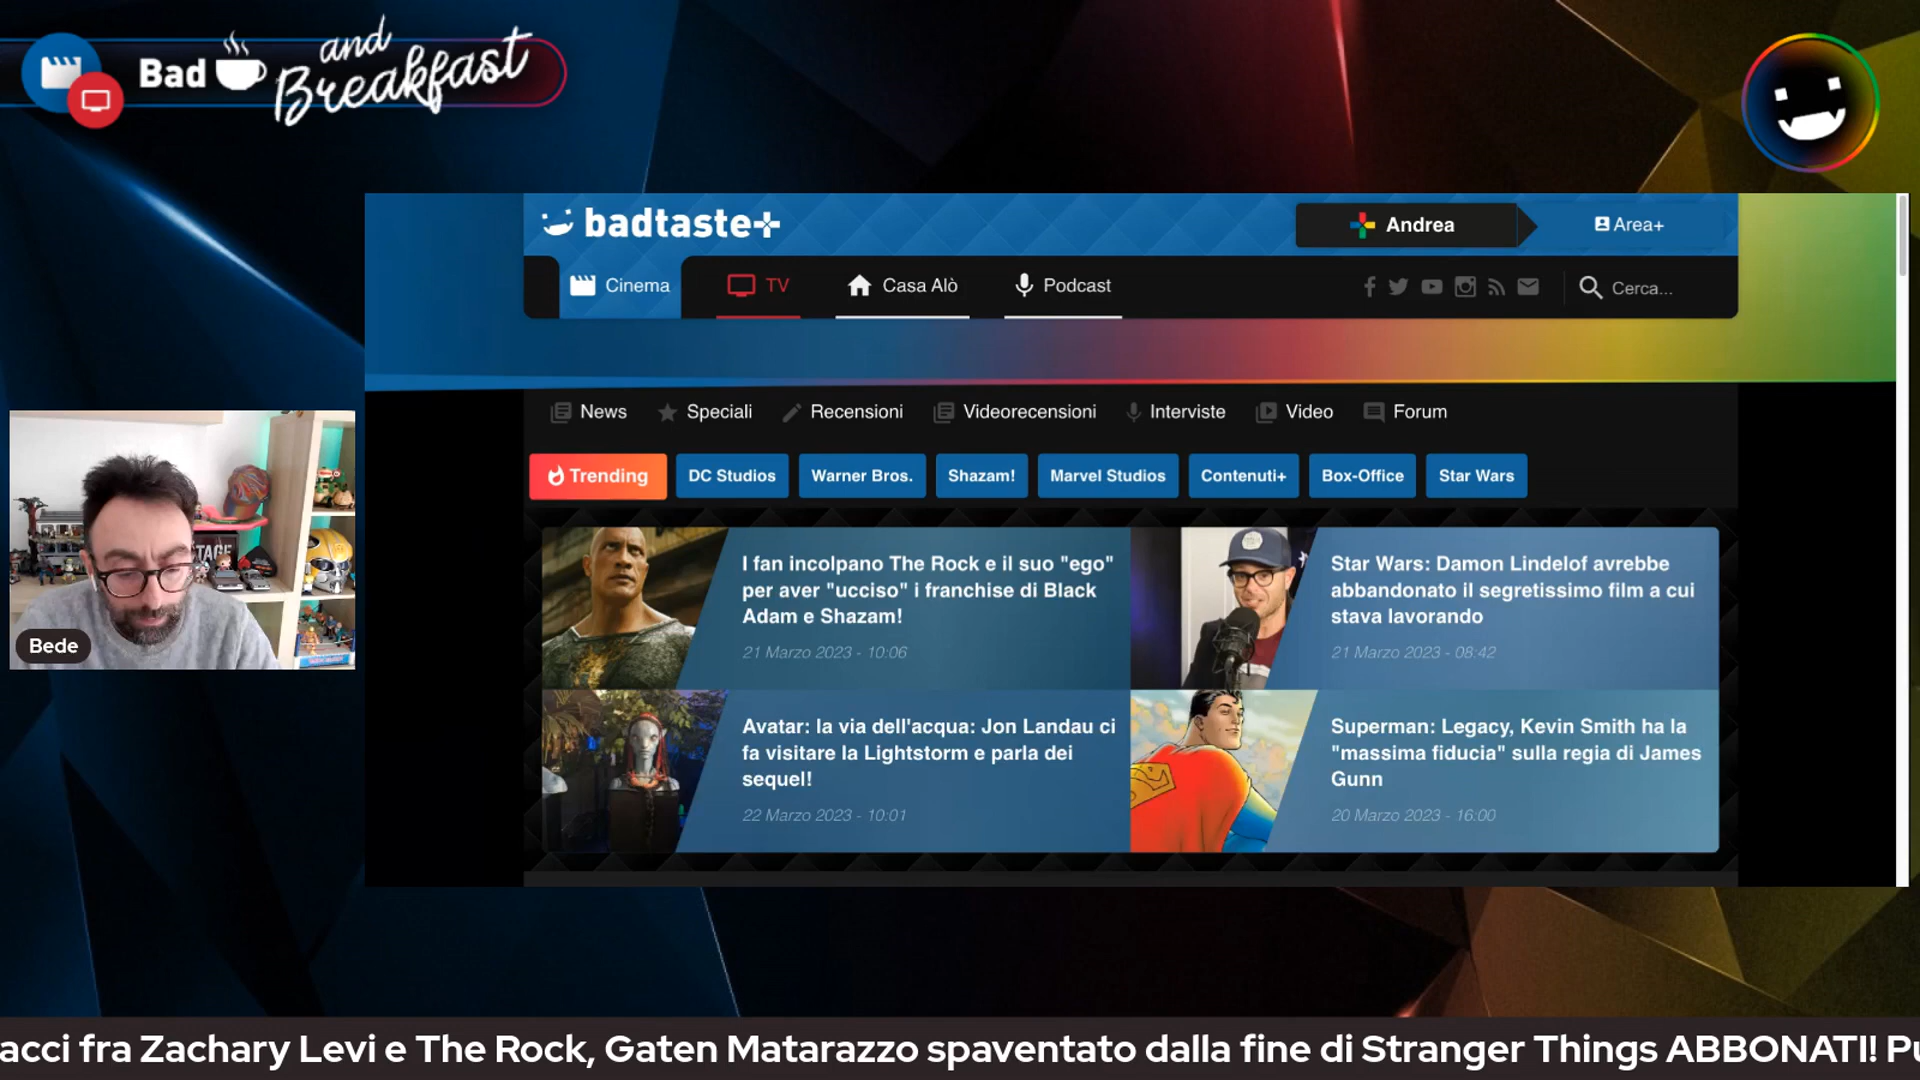 Bad and Breakfast
badtaste+
Andrea
Area+
Cinema
TV
Casa Alò
Podcast
Cerca...
News
Speciali
Recensioni
Videorecensioni
Interviste
Video
Forum
Trending
DC Studios
Warner Bros.
Shazam!
Marvel Studios
Contenuti+
Box-Office
Star Wars
I fan incolpano The Rock e il suo "ego"
per aver "ucciso" i franchise di Black
Adam e Shazam!
21 Marzo 2023 - 10:06
Star Wars: Damon Lindelof avrebbe
abbandonato il segretissimo film a cui
stava lavorando
21 Marzo 2023 - 08:42
Avatar: la via dell'acqua: Jon Landau ci
fa visitare la Lightstorm e parla dei
sequel!
22 Marzo 2023 - 10:01
Superman: Legacy, Kevin Smith ha la
"massima fiducia" sulla regia di James
Gunn
20 Marzo 2023 - 16:00
Bede
acci fra Zachary Levi e The Rock, Gaten Matarazzo spaventato dalla fine di Stranger Things ABBONATI! Pu